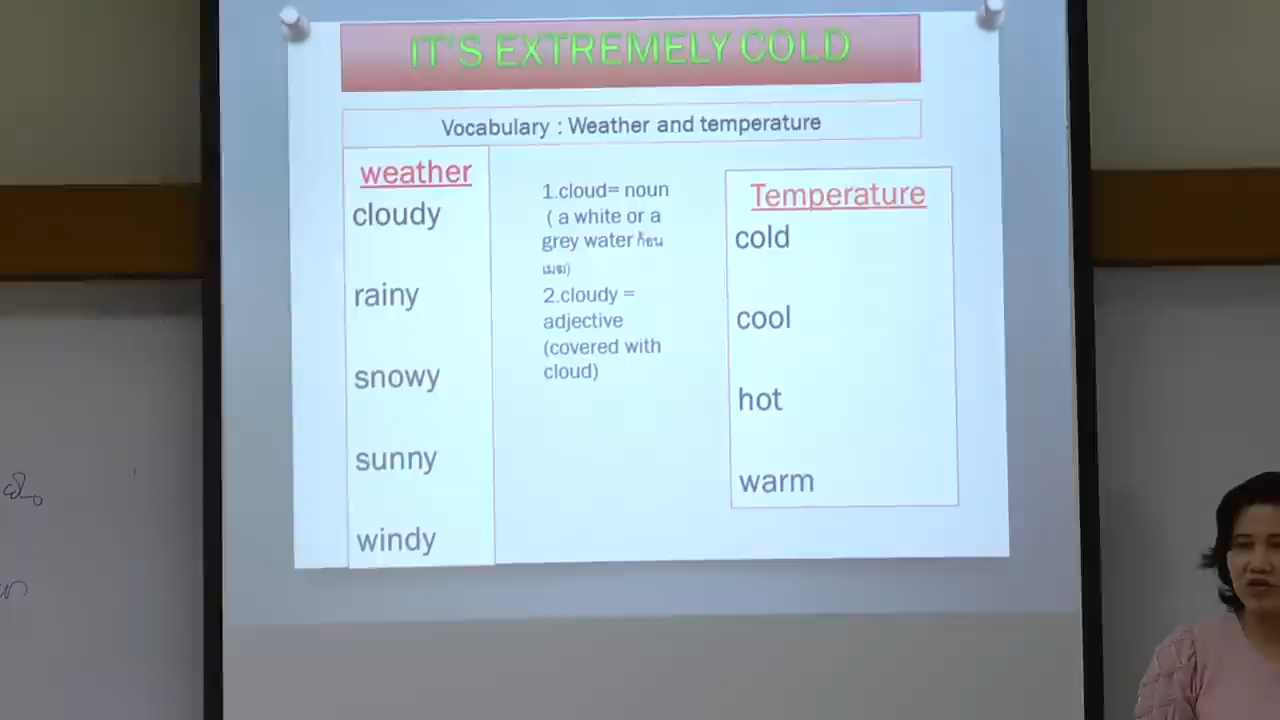 IT'S EXTREMELY COLD
Vocabulary : Weather and temperature
weather
cloudy
rainy
snowy
sunny
windy
1.cloud= noun
( a white or a
grey water ก้อน
เมฆ)
2.cloudy =
adjective
(covered with
cloud)
Temperature
cold
cool
hot
warm